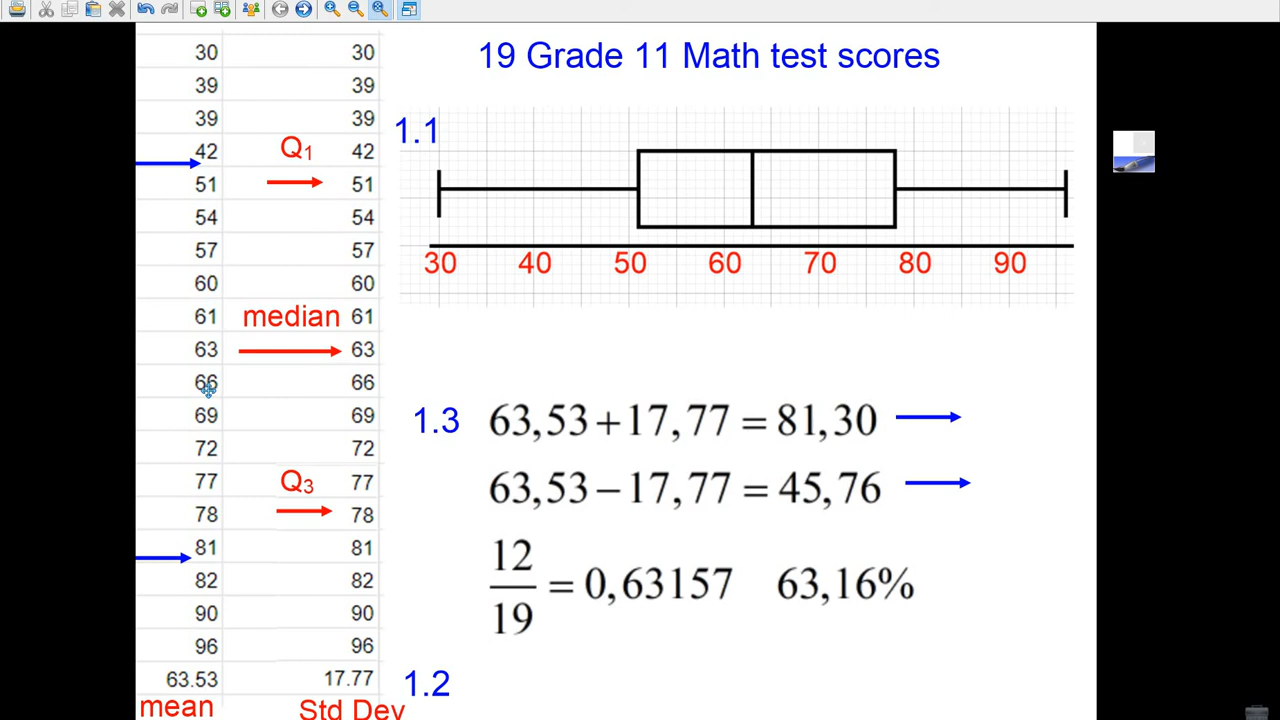 19 Grade 11 Math test scores
30 30
39 39
39 39
42 Q1 42
51 51
54 54
57 57
60 60
61 median 61
63 63
66 66
69 69
72 72
77 Q3 77
78 78
81 81
82 82
90 90
96 96
63.53 17.77
mean Std Dev
1.1
30 40 50 60 70 80 90
1.3 63,53+17,77 = 81,30
63,53−17,77 = 45,76
12/19 = 0,63157 63,16%
1.2